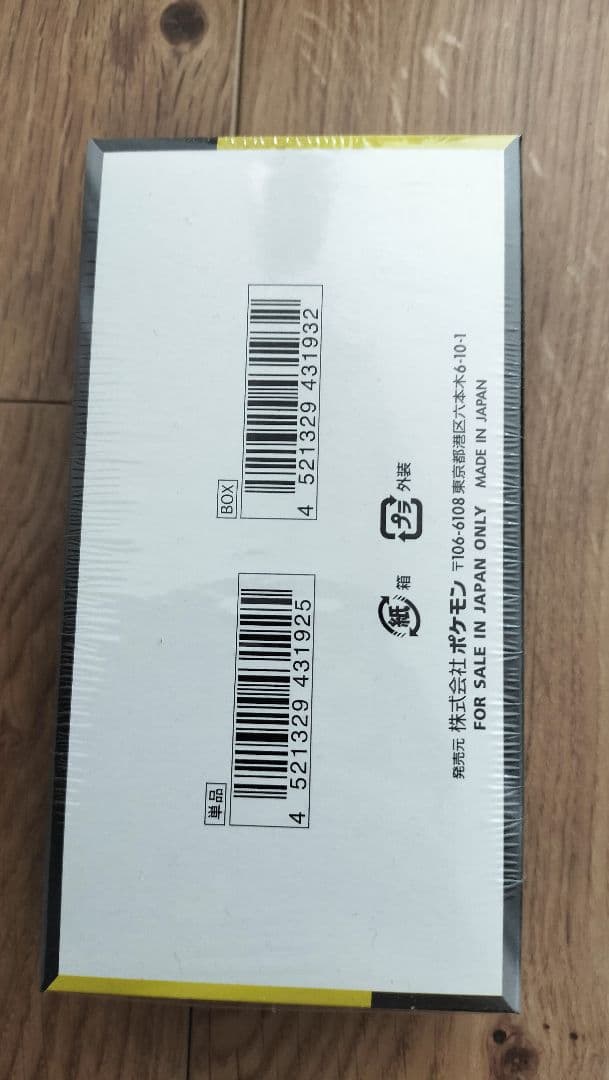 単品
4 521329 431925
BOX
4 521329 431932
紙 箱
プラ 外装
発売元 株式会社 ポケモン 〒106-6108 東京都港区六本木6-10-1
FOR SALE IN JAPAN ONLY MADE IN JAPAN